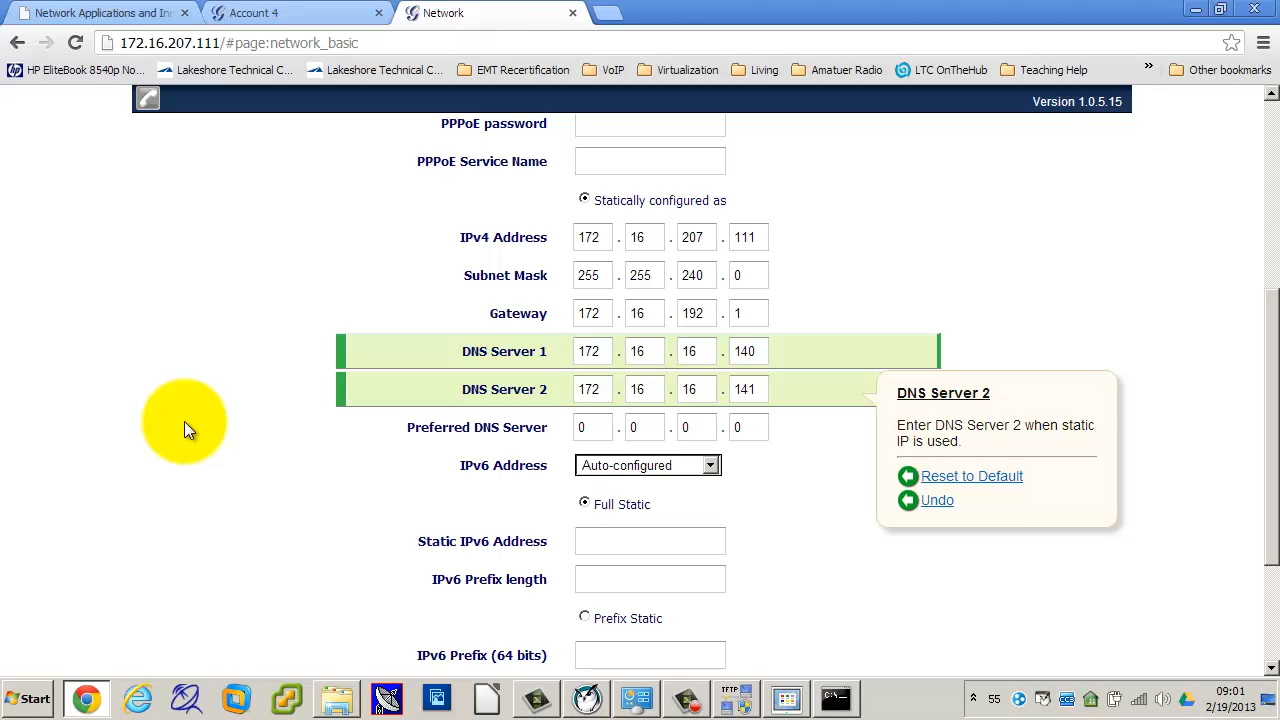 Network Applications and Ins
Account 4
Network
172.16.207.111/#page:network_basic
HP EliteBook 8540p No...
Lakeshore Technical C...
Lakeshore Technical C...
EMT Recertification
VoIP
Virtualization
Living
Amatuer Radio
LTC OnTheHub
Teaching Help
»
Other bookmarks
Version 1.0.5.15
PPPoE password
PPPoE Service Name
Statically configured as
IPv4 Address 172 . 16 . 207 . 111
Subnet Mask 255 . 255 . 240 . 0
Gateway 172 . 16 . 192 . 1
DNS Server 1 172 . 16 . 16 . 140
DNS Server 2 172 . 16 . 16 . 141
DNS Server 2
Enter DNS Server 2 when static
IP is used.
Reset to Default
Undo
Preferred DNS Server 0 . 0 . 0 . 0
IPv6 Address Auto-configured
Full Static
Static IPv6 Address
IPv6 Prefix length
Prefix Static
IPv6 Prefix (64 bits)
Start
TFTP
55
09:01
2/19/2013